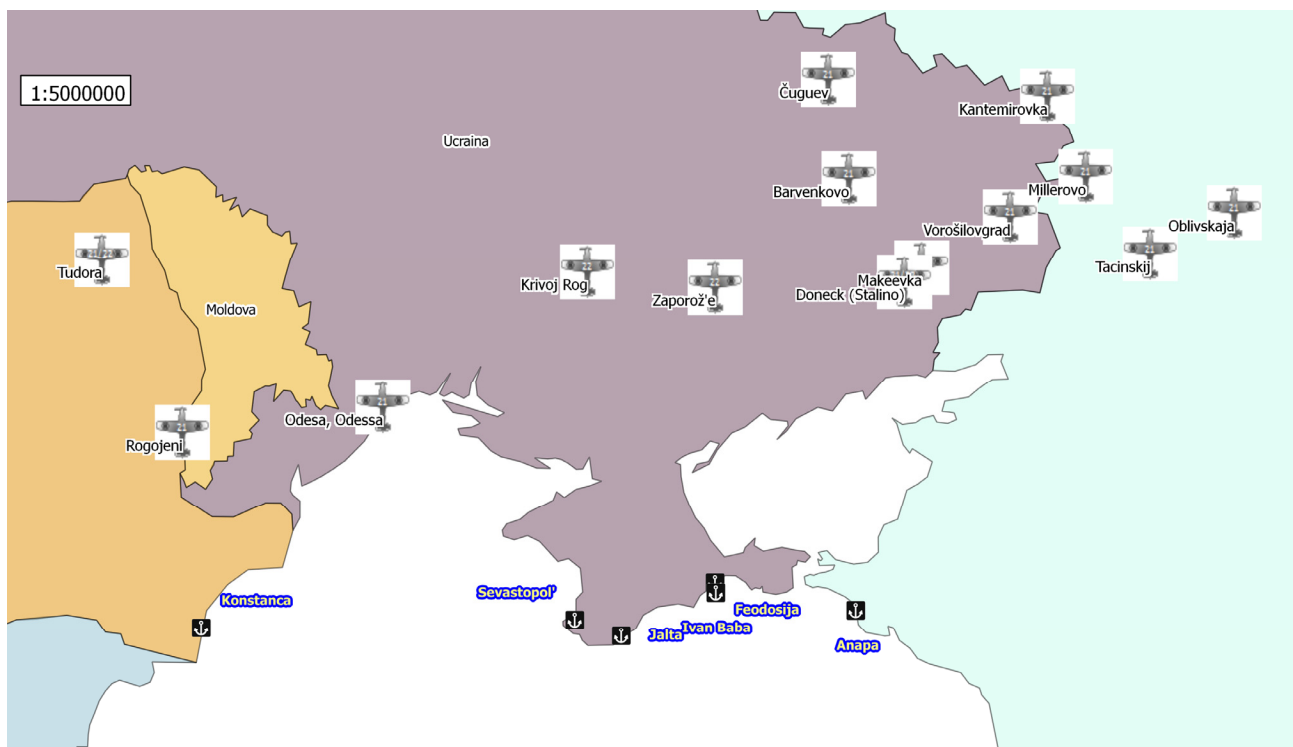 1:5000000
Čuguev
Kantemirovka
Ucraina
Barvenkovo
Millerovo
Vorošilovgrad
Oblivskaja
Tudora
Tacinskij
Krivoj Rog
Makeevka
Zaporož'e
Doneck (Stalino)
Moldova
Odesa, Odessa
Rogojeni
Sevastopol'
Konstanca
Feodosija
Ivan Baba
Jalta
Anapa